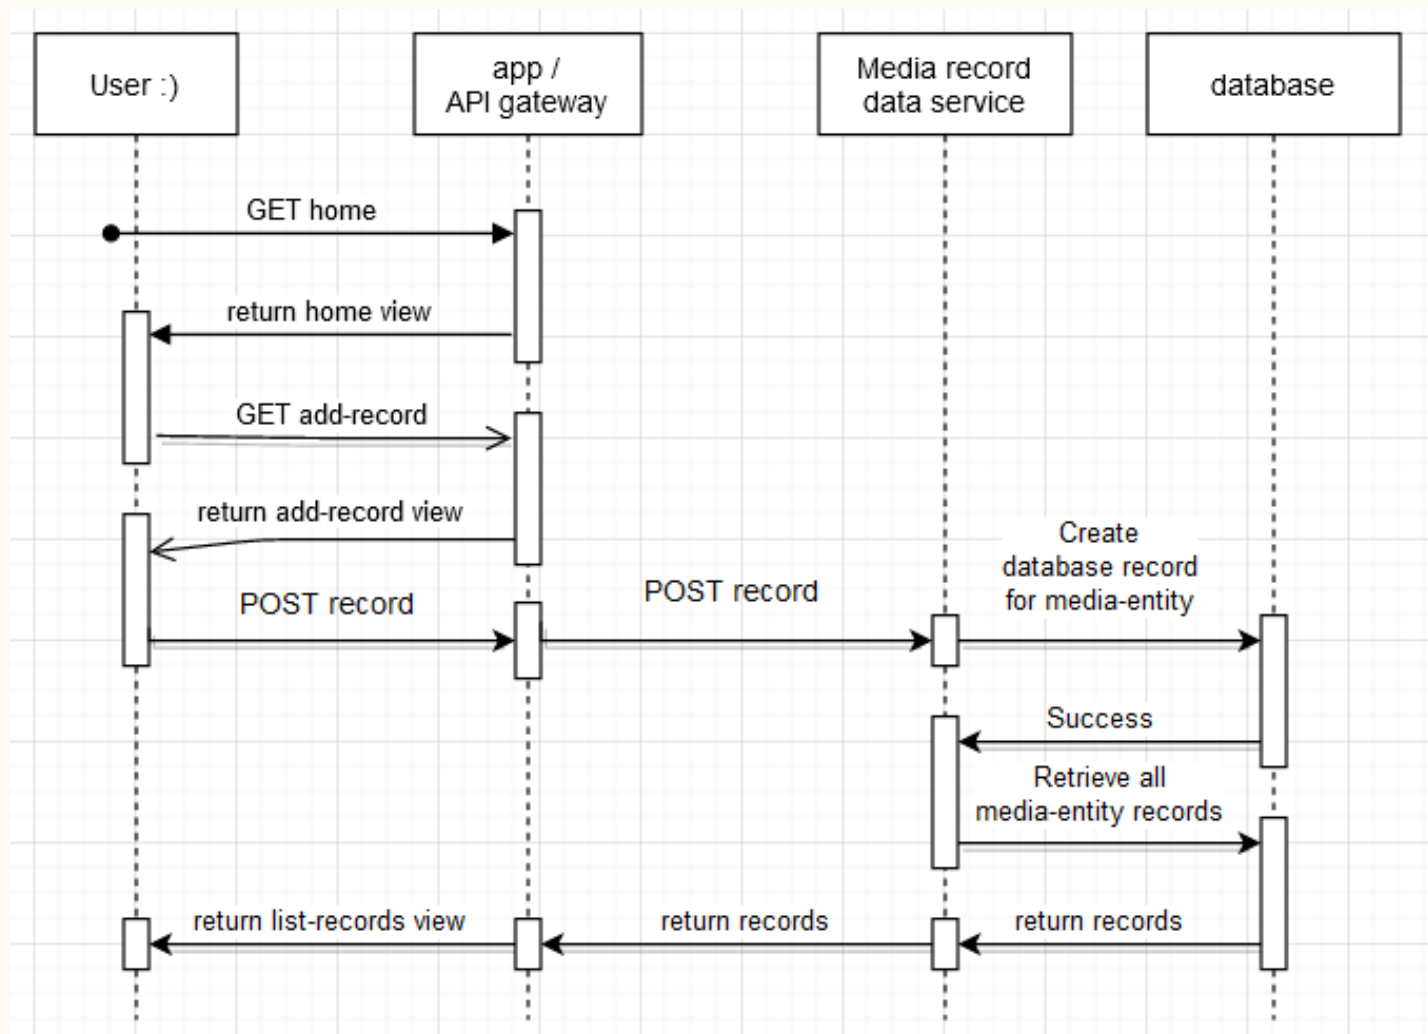 User :)
app /
API gateway
Media record
data service
database
GET home
return home view
GET add-record
return add-record view
POST record
POST record
Create
database record
for media-entity
Success
Retrieve all
media-entity records
return list-records view
return records
return records